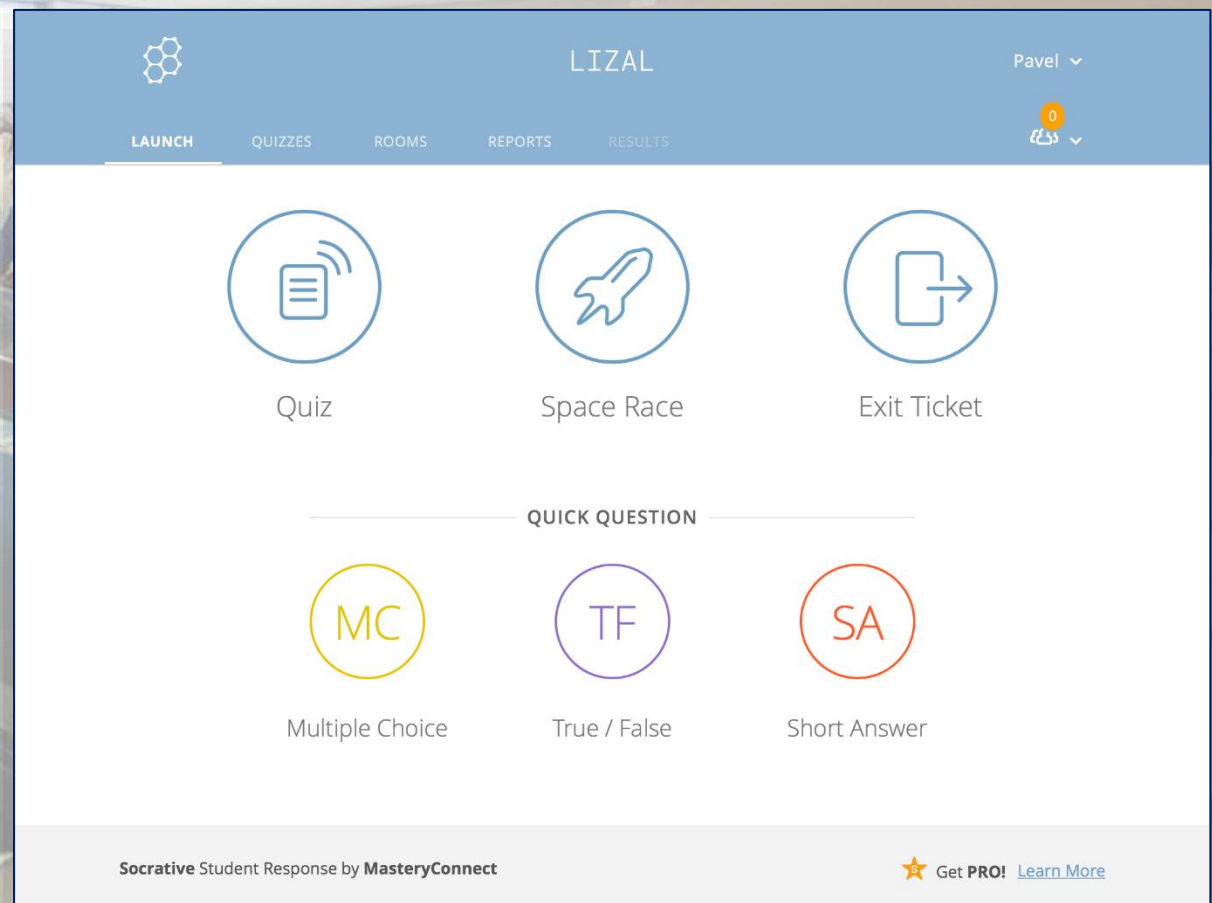 LIZAL
Pavel
0
LAUNCH QUIZZES ROOMS REPORTS RESULTS
Quiz Space Race Exit Ticket
QUICK QUESTION
MC TF SA
Multiple Choice True / False Short Answer
Socrative Student Response by MasteryConnect
S Get PRO! Learn More